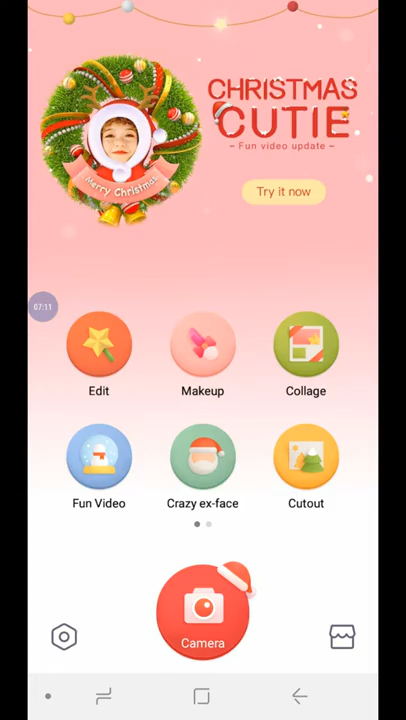 CHRISTMAS
CUTIE
- Fun video update -
Try it now
Merry Christmas
07:11
Edit
Makeup
Collage
Fun Video
Crazy ex-face
Cutout
Camera